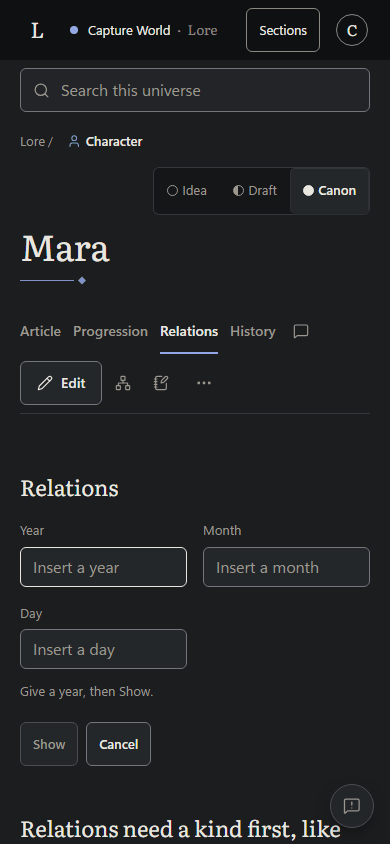 L Capture World · Lore Sections C
Search this universe
Lore / Character
Idea Draft Canon
Mara
Article Progression Relations History
Edit
Relations
Year Month
Insert a year Insert a month
Day
Insert a day
Give a year, then Show.
Show Cancel
Relations need a kind first, like